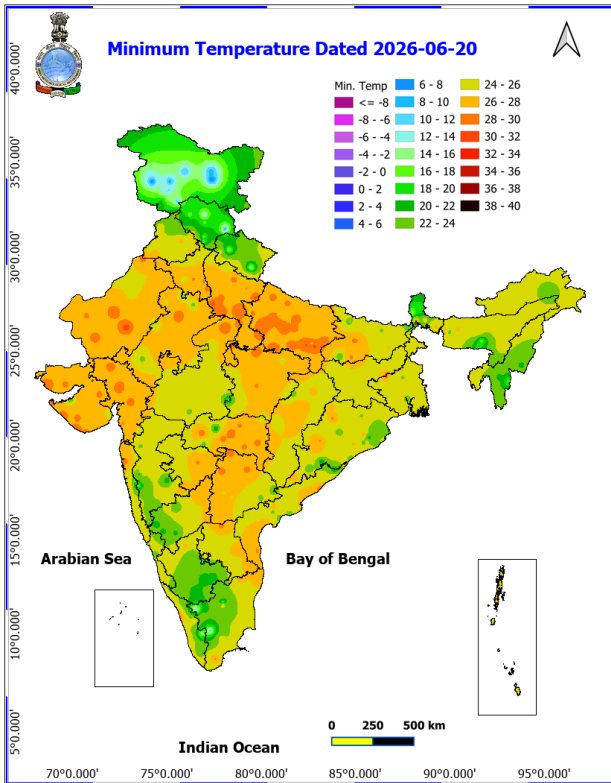 Minimum Temperature Dated 2026-06-20
Min. Temp
<= -8
-8 - -6
-6 - -4
-4 - -2
-2 - 0
0 - 2
2 - 4
4 - 6
6 - 8
8 - 10
10 - 12
12 - 14
14 - 16
16 - 18
18 - 20
20 - 22
22 - 24
24 - 26
26 - 28
28 - 30
30 - 32
32 - 34
34 - 36
36 - 38
38 - 40
40°0.000'
35°0.000'
30°0.000'
25°0.000'
20°0.000'
15°0.000'
10°0.000'
5°0.000'
Arabian Sea
Bay of Bengal
0 250 500 km
Indian Ocean
70°0.000' 75°0.000' 80°0.000' 85°0.000' 90°0.000' 95°0.000'